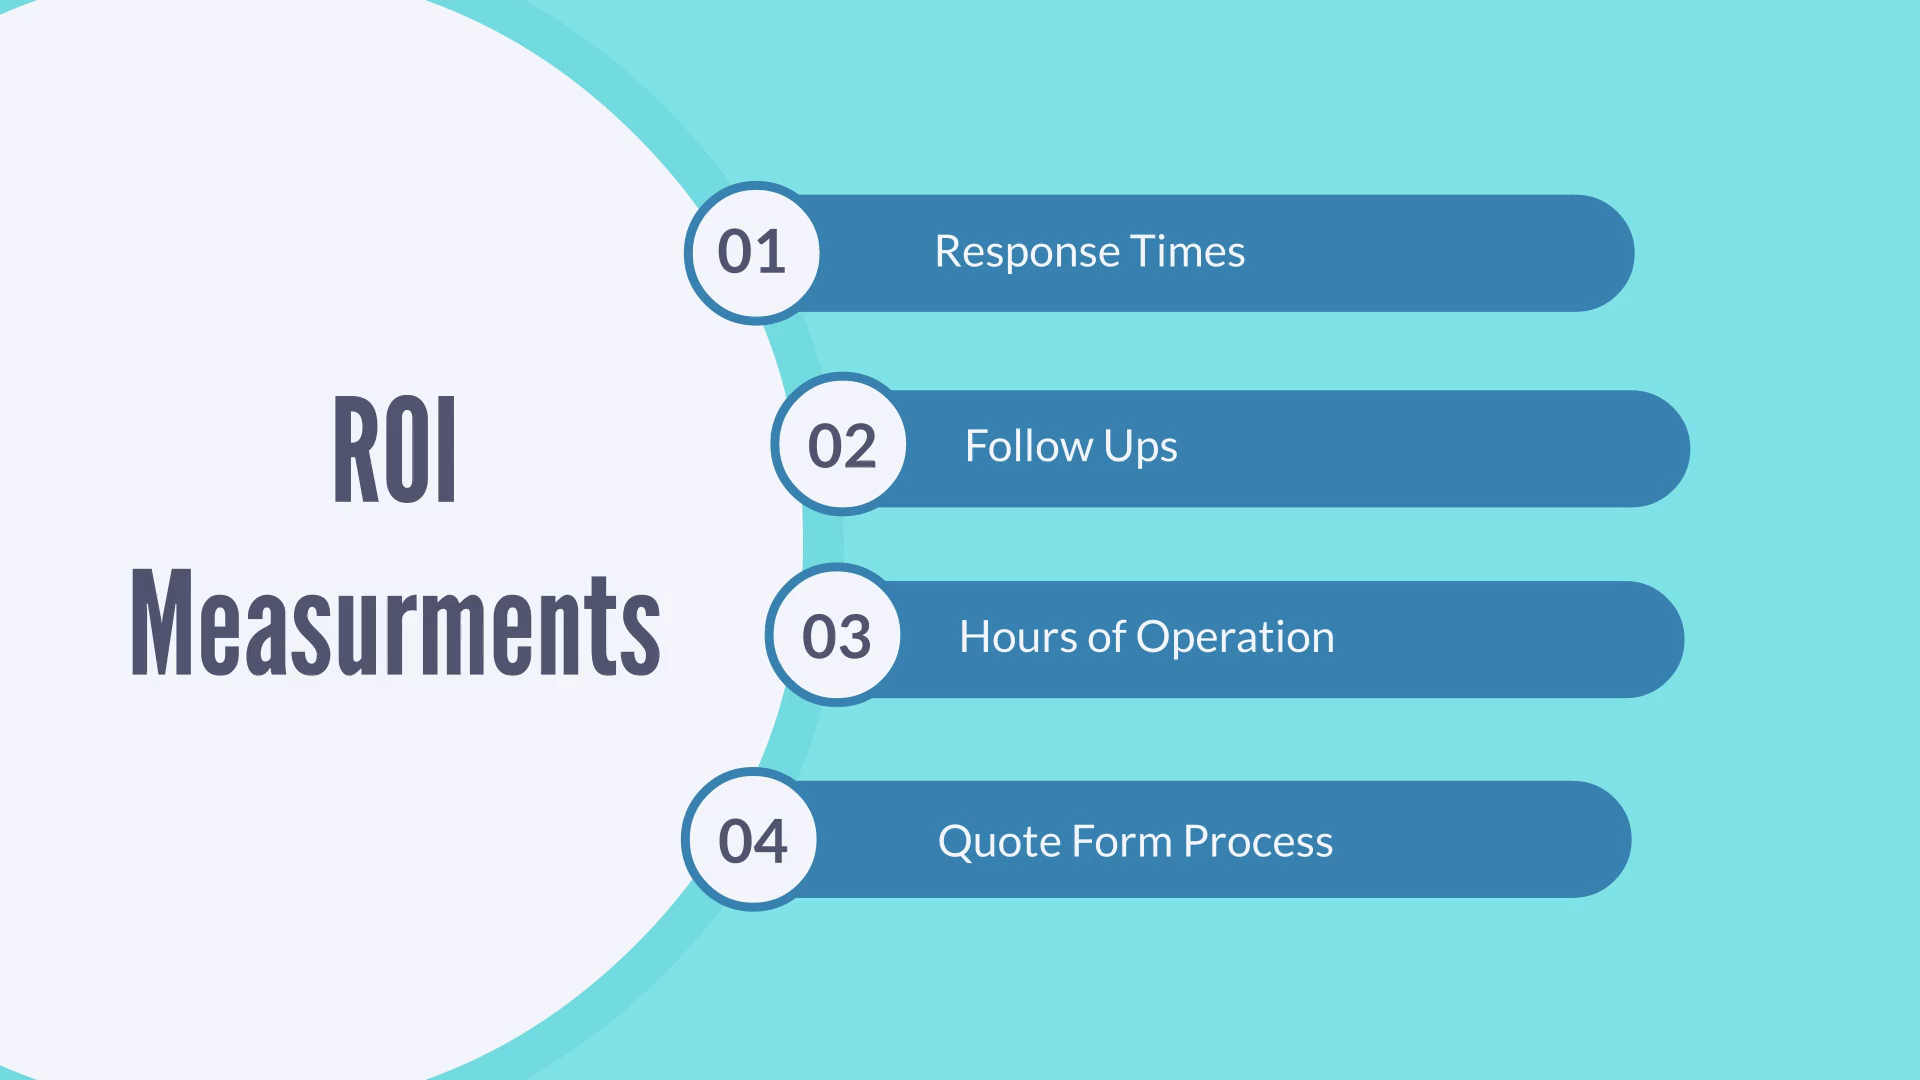 ROI
Measurments
01
Response Times
02
Follow Ups
03
Hours of Operation
04
Quote Form Process